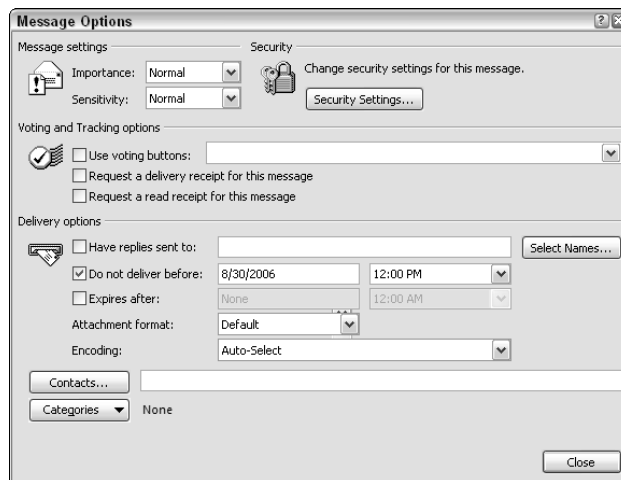 Message Options
Message settings
Security
Importance: Normal
Change security settings for this message.
Sensitivity: Normal
Security Settings...
Voting and Tracking options
Use voting buttons:
Request a delivery receipt for this message
Request a read receipt for this message
Delivery options
Have replies sent to:
Select Names...
Do not deliver before: 8/30/2006 12:00 PM
Expires after: None 12:00 AM
Attachment format: Default
Encoding: Auto-Select
Contacts...
Categories None
Close